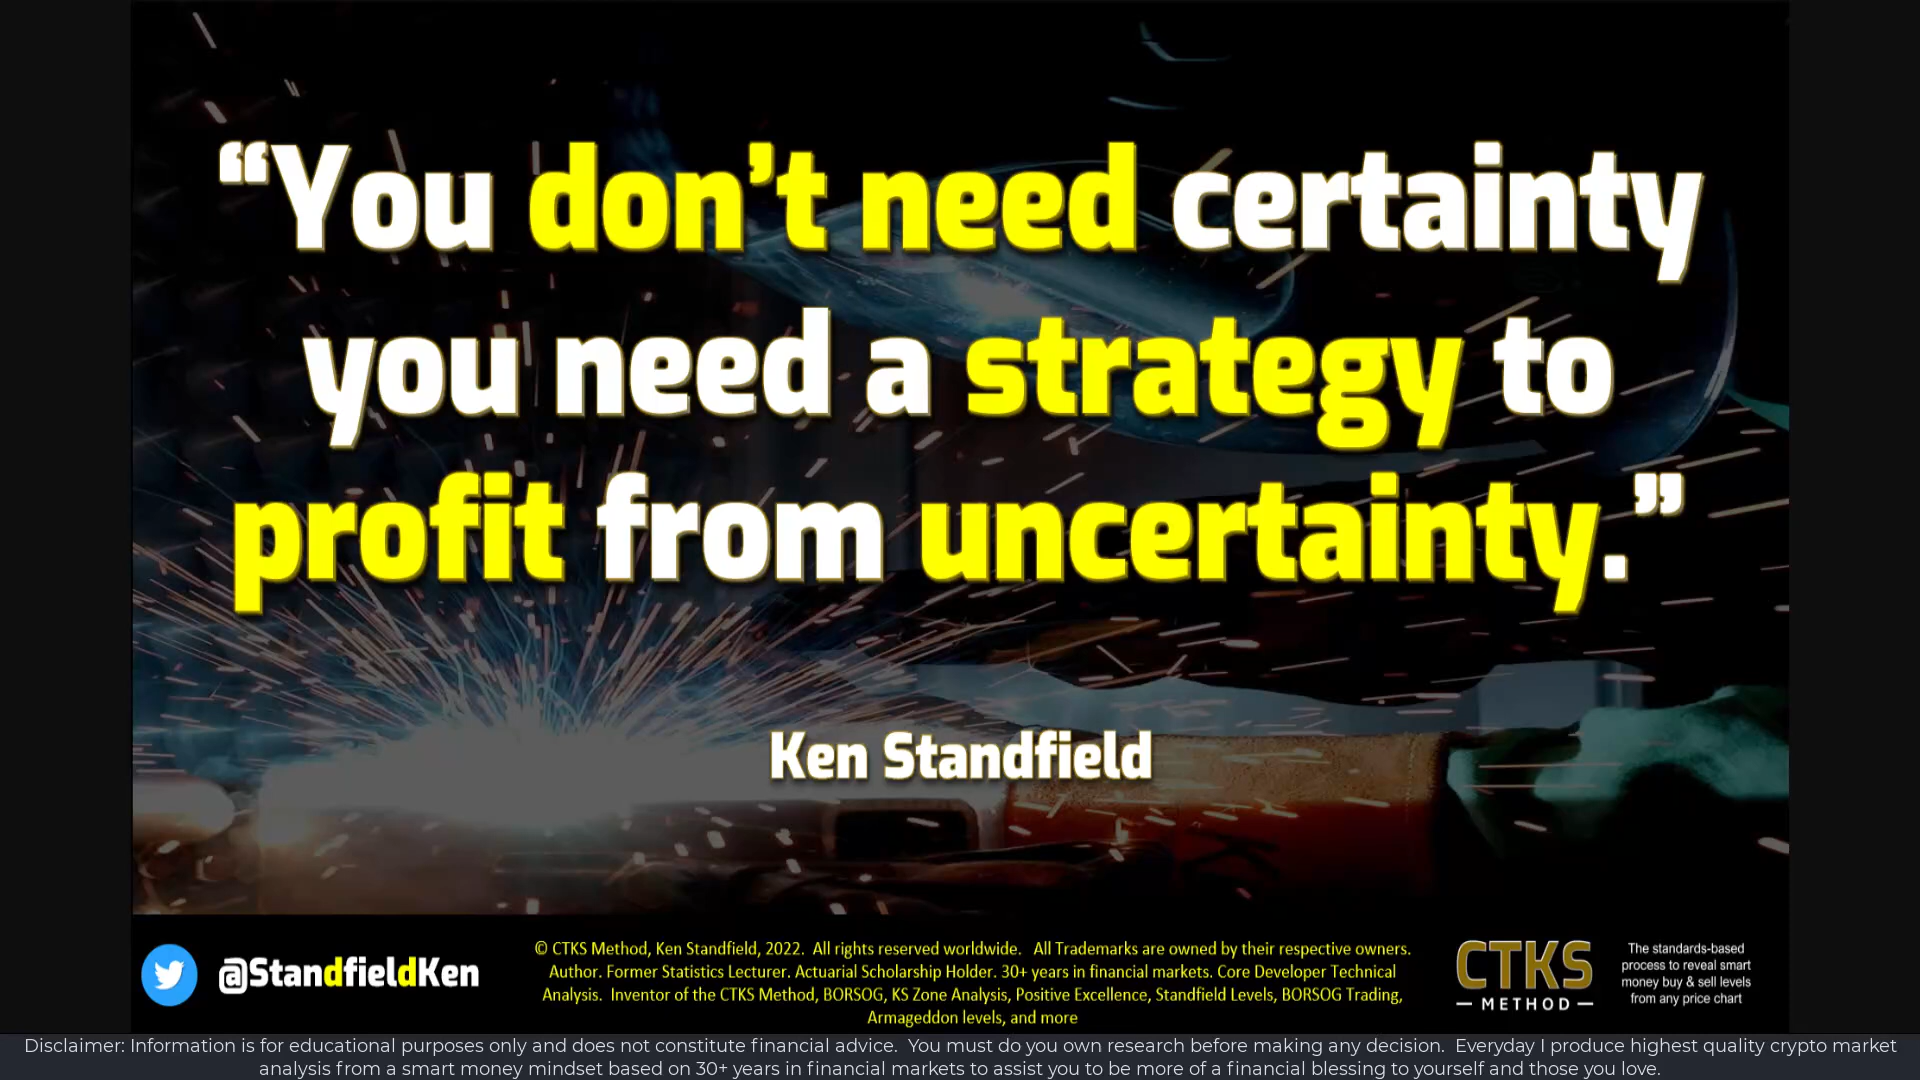 “You don’t need certainty
you need a strategy to
profit from uncertainty.”
Ken Standfield
@StandfieldKen
© CTKS Method, Ken Standfield, 2022.  All rights reserved worldwide.   All Trademarks are owned by their respective owners.
Author. Former Statistics Lecturer. Actuarial Scholarship Holder. 30+ years in financial markets. Core Developer Technical
Analysis.  Inventor of the CTKS Method, BORSOG, KS Zone Analysis, Positive Excellence, Standfield Levels, BORSOG Trading,
Armageddon levels, and more
CTKS
METHOD
The standards-based
process to reveal smart
money buy & sell levels
from any price chart
Disclaimer: Information is for educational purposes only and does not constitute financial advice.  You must do you own research before making any decision.  Everyday I produce highest quality crypto market
analysis from a smart money mindset based on 30+ years in financial markets to assist you to be more of a financial blessing to yourself and those you love.